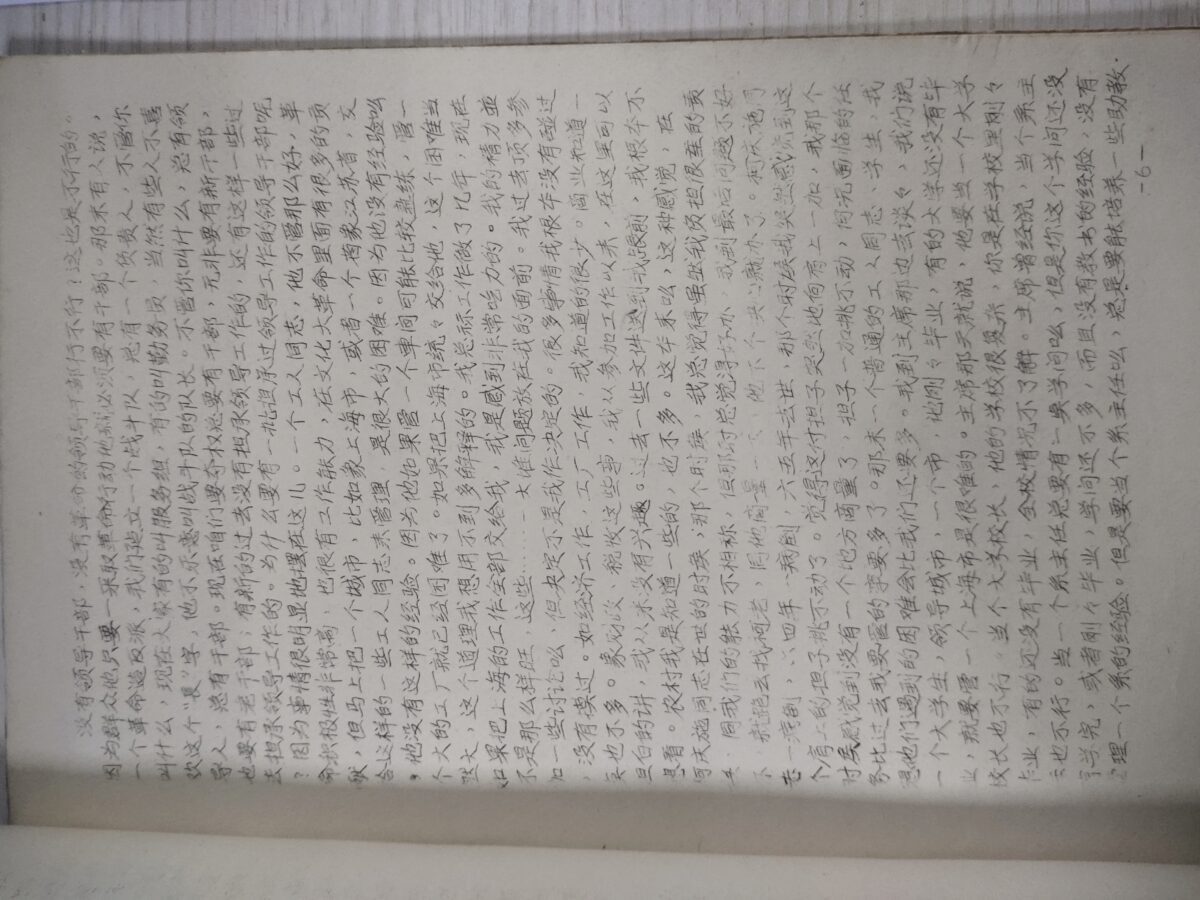 没有领导干部，没有革命的领导干部行不行？这也是不行的。
因为群众他只要一采取革命行动他就必须要有干部。那末有人说，
一个革命造反派，我们建立一个战斗队，总有一个负责人，不管你
叫什么，现在大家有的叫服务组，有的叫勤务员，当然有些人不喜
欢这个“长”字，他不乐意叫战斗队的队长。不管你叫什么，总有领
导人，总有干部。现在咱们要夺权总要有干部，无非要有新干部，
也要有老干部；有新的过去没有担承领导工作的，还有这样一些过
去担承领导工作的。为什么要有一批担承过领导工作的领导干部呢
？因为事情很明显地摆在这儿。一个工人同志，他不管那么好，革
命积极性非常高，也很有工作能力，在文化大革命里面有很多的贡
献，但马上把一个城市，比如象上海市，或者一个省象江苏省，交
给这样的一些工人同志来管理，是很大的困难。因为他没有经验么
，他没有这样的经验。因为他如果管一个车间可能比较熟练，管一
个大的工厂就已经困难了。如果把上海市统々交给他，这个困难当
然大，这个道理我想用不到多解释的。我总祘工作做了几年，现在
如果把上海的工作全部交给我，我是感到非常吃力的。我的精力並
不是那么样旺，这些……一大堆问题放在我的面前。我过去顶多参
加一些讨论么，但决定不是我作决定的。很多事情我根本没有碰过
，没有摸过。如经济工作，工厂工作，我知道的很少。商业知道一
也不多。象财政、税收这些事，我从参加工作以来，在这里可以
坦白的讲，我从来没有兴趣。过去一些文件送到我跟前，我根本不
想看。农村我是知道一些的，也不多。这本来么，这种感觉，在
柯庆施同志在世的时候，那个时候，我总觉得虽然我负担很重的责
，同我们的能力不相称，但那时总觉得好办，我到最后问题不好
，就跑去找柯老，同他商量一下，他下个决心就办了。柯庆施同
志一病倒，六四年一病倒，六五年去世，那个时候我突然感觉到这
个肩上的担子挑不动了。觉得这付担子突然地向肩上一加，我那个
时候感觉到没有一个地方商量了，担子一加挑不动，何况面临的任
务比过去我要管的事要多了。那末一个普通的工人同志、学生，我
想他们遇到的困难会比我们还要多。我到主席那边去谈々，我们说
一个大学生，领导城市，一个市，他刚々毕业，有的大学还没有毕
业，就要管一个上海市是很难的。主席那天就说，他要当一个大学
校长也不行。当个大学校长，他的学校很复杂，你是在学校里刚々
毕业，有的还没有毕业，全校情况不了解。主席曾经说，当个系主
任也不行。当一个系主任总要有一奌学问么，但是你这个学问还没
有学完，或者刚々毕业，学问还不多，而且没有教书的经验，没有
管理一个系的经验。但是要当个系主任么，总是要能培养一些助教．
—6—